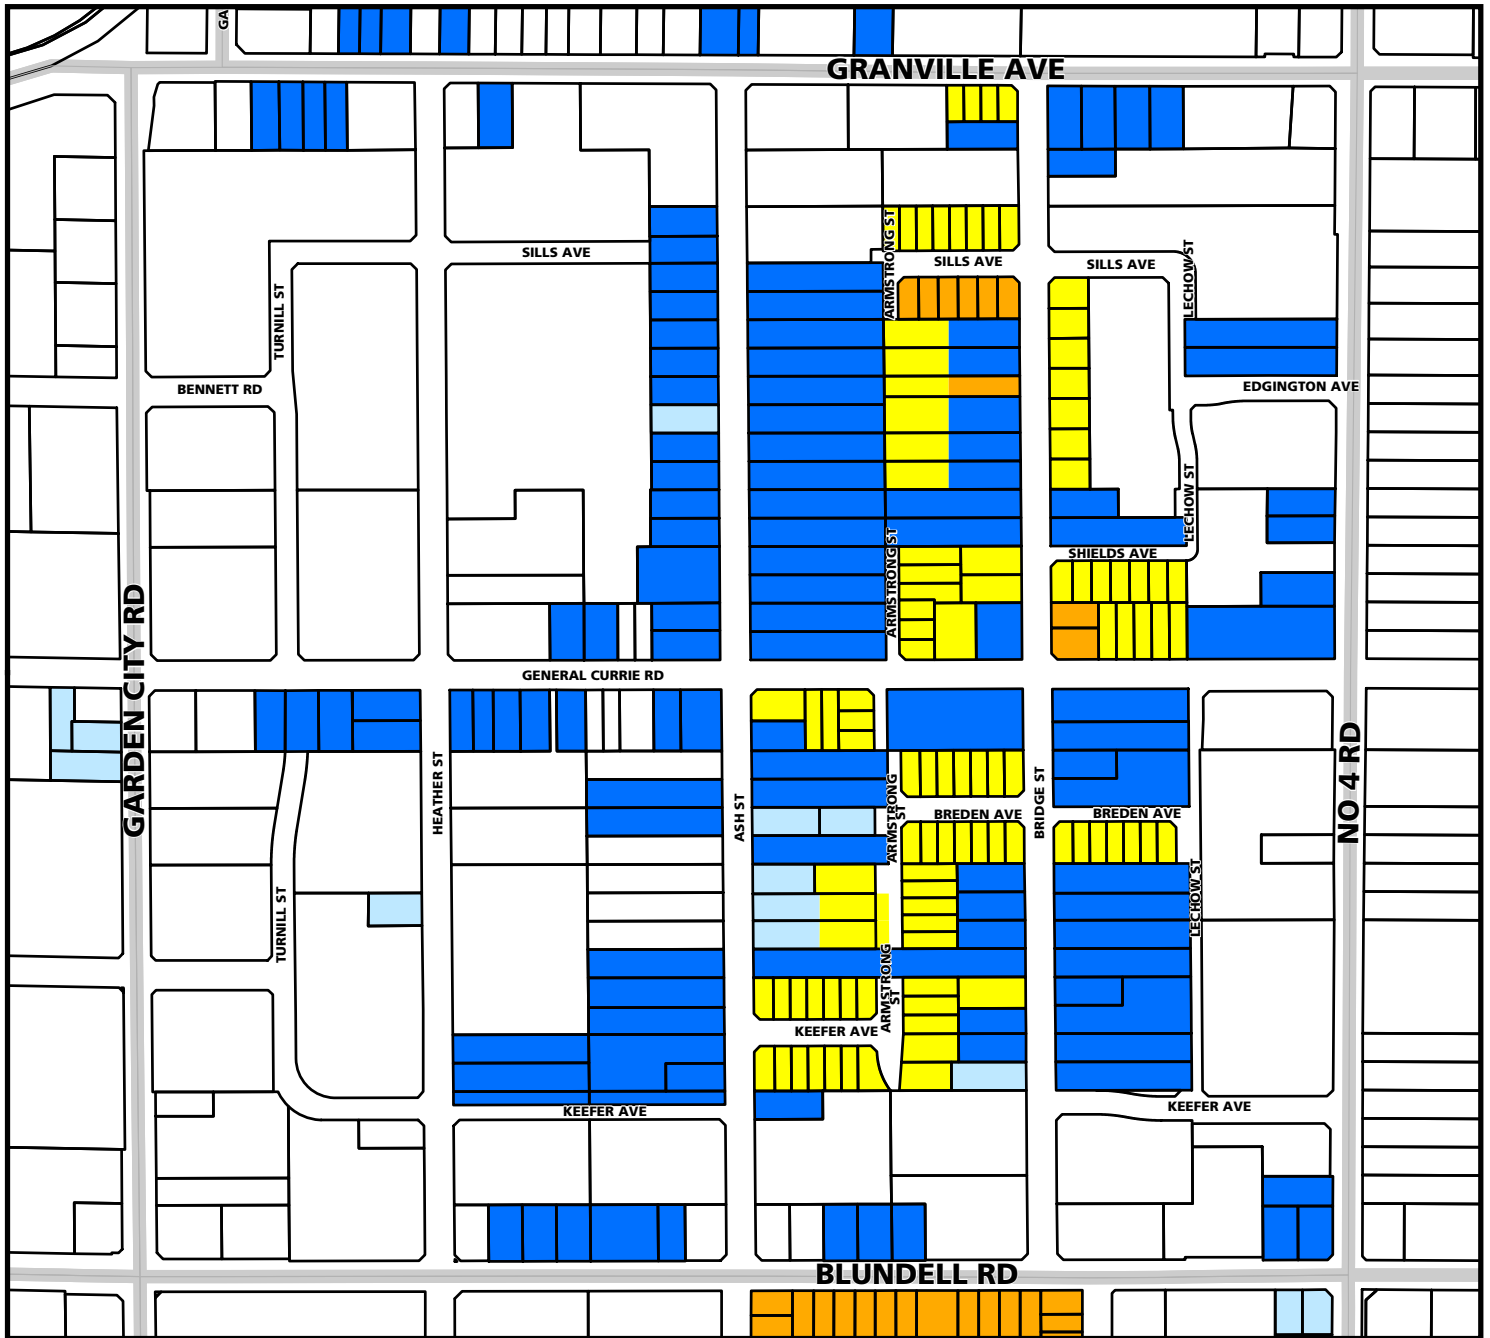 GA
GRANVILLE AVE
ARMSTRONG ST
LECHOW ST
SILLS AVE
SILLS AVE
SILLS AVE
TURNILL ST
BENNETT RD
EDGINGTON AVE
LECHOW ST
ARMSTRONG ST
SHIELDS AVE
GARDEN CITY RD
GENERAL CURRIE RD
NO 4 RD
HEATHER ST
ASH ST
ARMSTRONG
ST
BRIDGE ST
BREDEN AVE
BREDEN AVE
TURNILL ST
LECHOW ST
ARMSTRONG
ST
KEEFER AVE
KEEFER AVE
KEEFER AVE
BLUNDELL RD